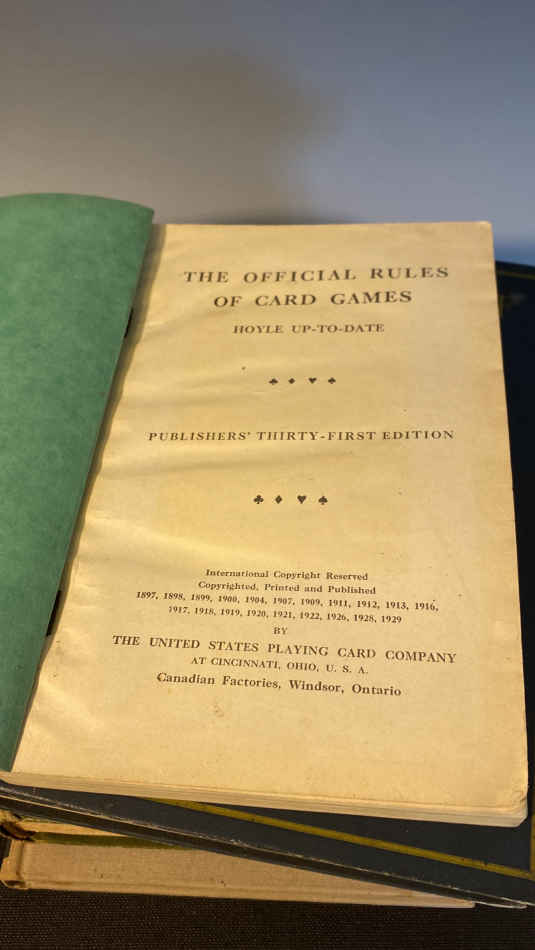 THE OFFICIAL RULES
OF CARD GAMES
HOYLE UP-TO-DATE
♣ ♦ ♥ ♠
PUBLISHERS' THIRTY-FIRST EDITION
♣ ♦ ♥ ♠
International Copyright Reserved
Copyrighted, Printed and Published
1897, 1898, 1899, 1900, 1904, 1907, 1909, 1911, 1912, 1913, 1916,
1917, 1918, 1919, 1920, 1921, 1922, 1926, 1928, 1929
BY
THE UNITED STATES PLAYING CARD COMPANY
AT CINCINNATI, OHIO, U. S. A.
Canadian Factories, Windsor, Ontario